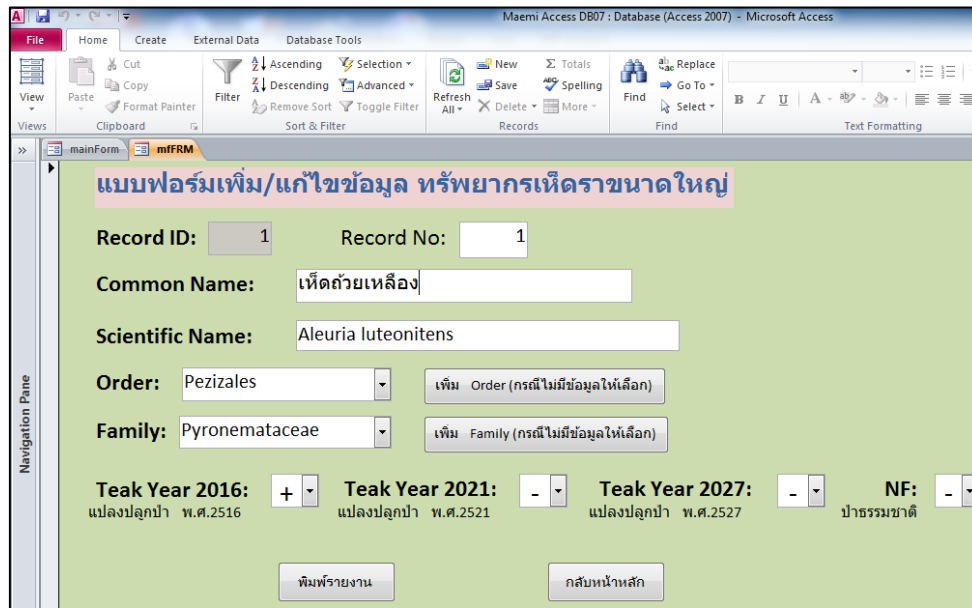 Maemi Access DB07 : Database (Access 2007) - Microsoft Access
File Home Create External Data Database Tools
View
Views
Paste
Cut
Copy
Format Painter
Clipboard
Filter
Ascending
Descending
Remove Sort
Selection
Advanced
Toggle Filter
Sort & Filter
Refresh All
New
Save
Delete
Totals
Spelling
More
Records
Find
Replace
Go To
Select
Find
B I U A
Text Formatting
mainForm mfFRM
Navigation Pane
แบบฟอร์มเพิ่ม/แก้ไขข้อมูล ทรัพยากรเห็ดราขนาดใหญ่
Record ID: 1 Record No: 1
Common Name: เห็ดถ้วยเหลือง
Scientific Name: Aleuria luteonitens
Order: Pezizales เพิ่ม Order (กรณีไม่มีข้อมูลให้เลือก)
Family: Pyronemataceae เพิ่ม Family (กรณีไม่มีข้อมูลให้เลือก)
Teak Year 2016: + Teak Year 2021: - Teak Year 2027: - NF: -
แปลงปลูกป่า พ.ศ.2516 แปลงปลูกป่า พ.ศ.2521 แปลงปลูกป่า พ.ศ.2527 ป่าธรรมชาติ
พิมพ์รายงาน กลับหน้าหลัก